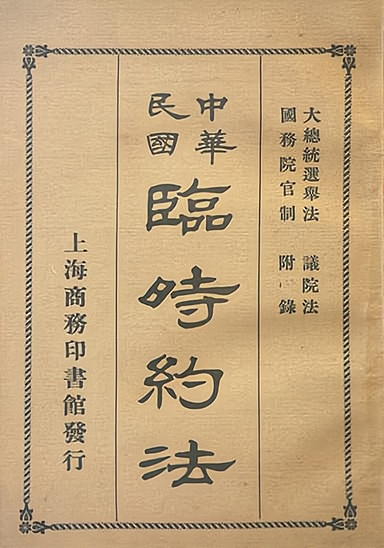 大總統選舉法 議院法
國務院官制 附錄
中華
民國
臨時約法
上海商務印書館發行